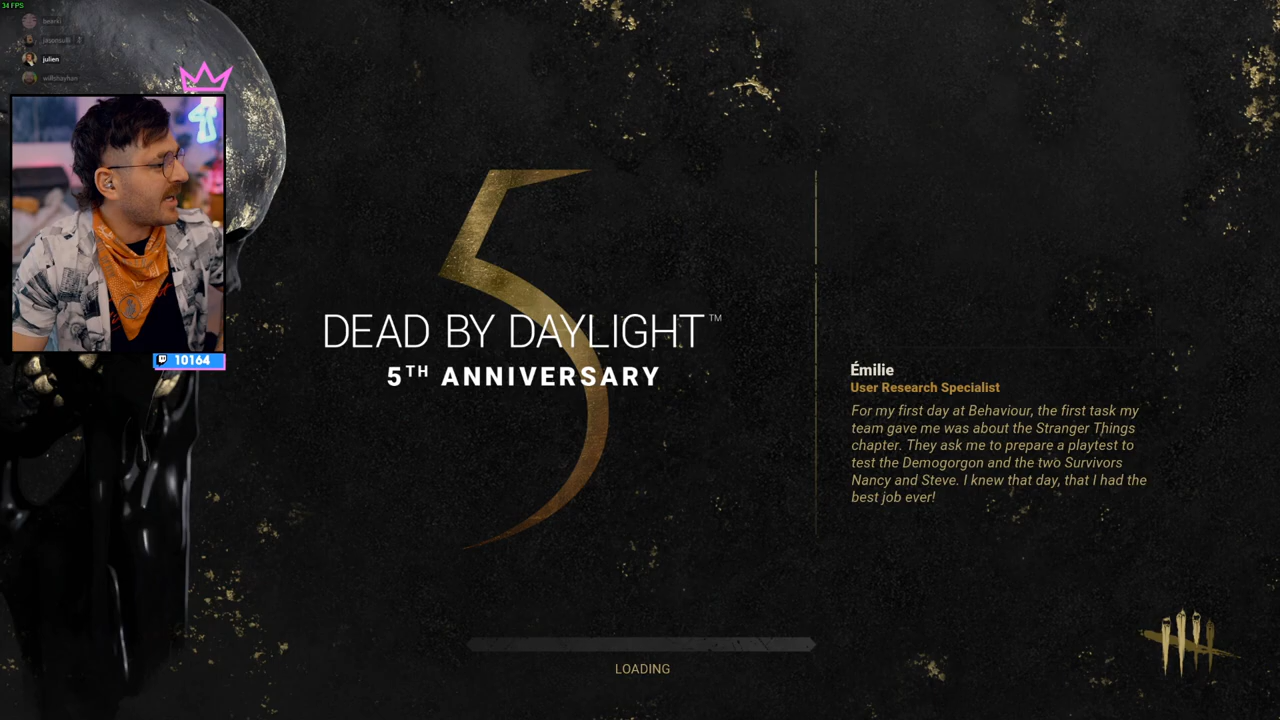 34 FPS
beanki
jasonsulli
julien
willfshayhan
10164
DEAD BY DAYLIGHT™
5TH ANNIVERSARY
Émilie
User Research Specialist
For my first day at Behaviour, the first task my
team gave me was about the Stranger Things
chapter. They ask me to prepare a playtest to
test the Demogorgon and the two Survivors
Nancy and Steve. I knew that day, that I had the
best job ever!
LOADING